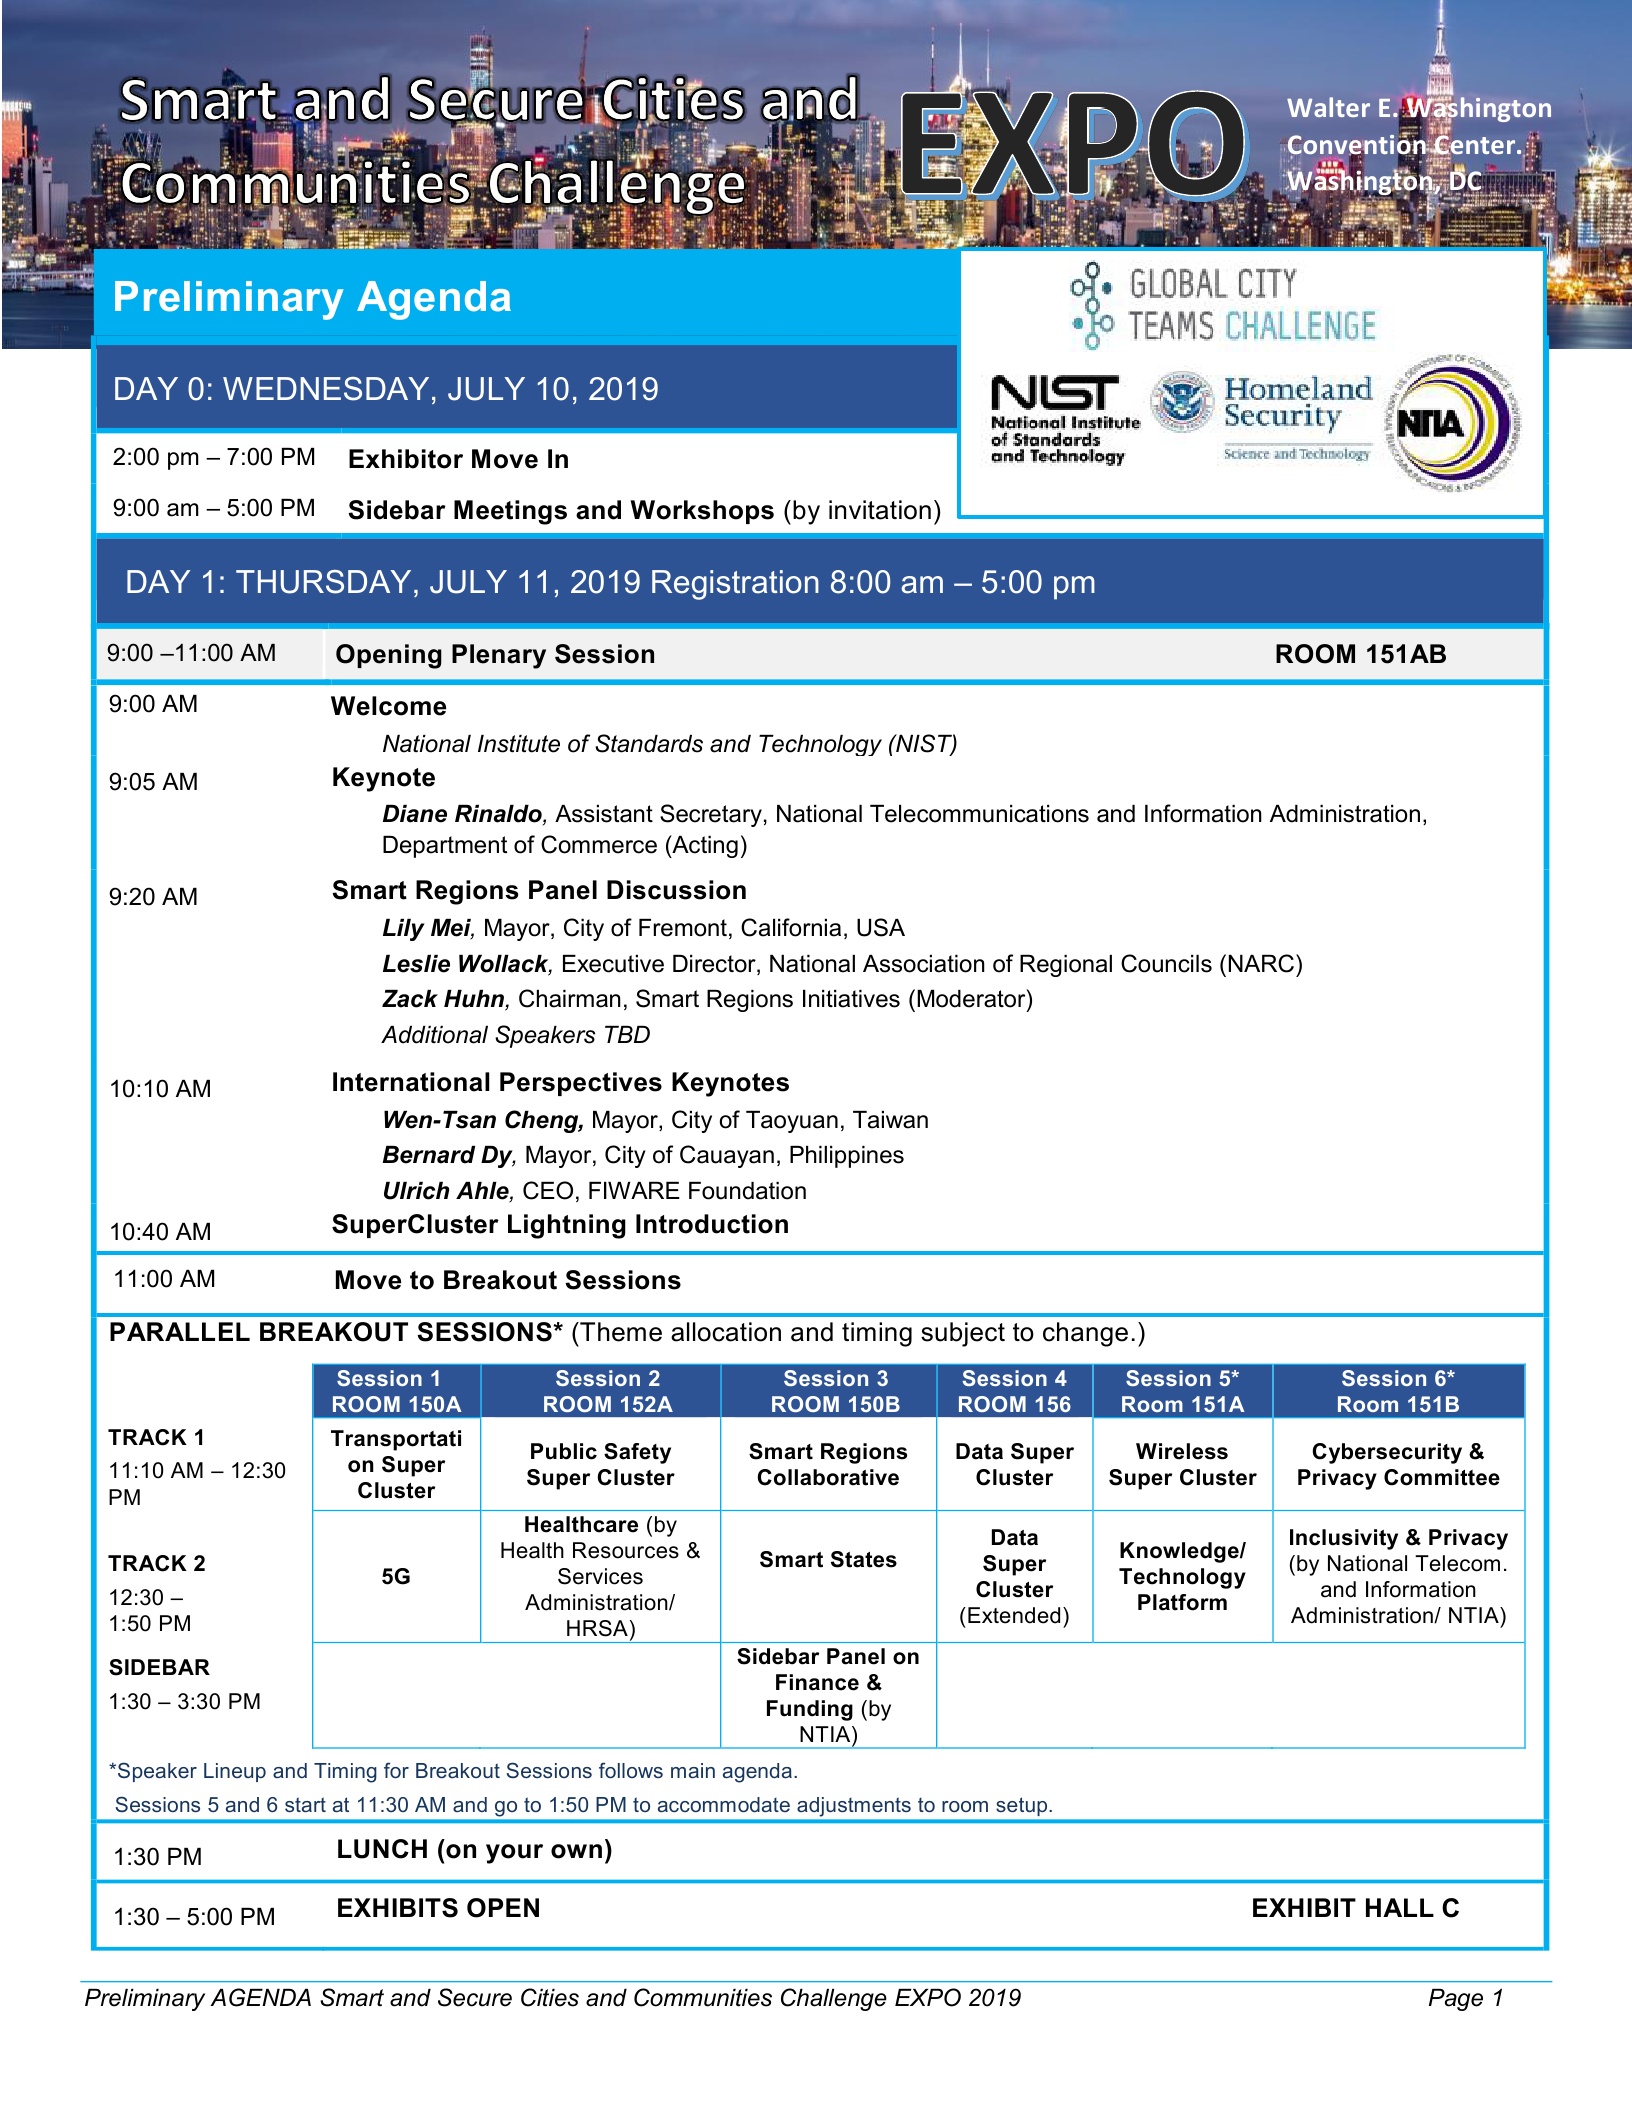 Smart and Secure Cities and
Communities Challenge
EXPO
Walter E. Washington
Convention Center.
Washington, DC
Preliminary Agenda
GLOBAL CITY
TEAMS CHALLENGE
NIST
National Institute
of Standards
and Technology
Homeland
Security
Science and Technology
NTIA
DAY 0: WEDNESDAY, JULY 10, 2019
2:00 pm – 7:00 PM Exhibitor Move In
9:00 am – 5:00 PM Sidebar Meetings and Workshops (by invitation)
DAY 1: THURSDAY, JULY 11, 2019 Registration 8:00 am – 5:00 pm
9:00 –11:00 AM Opening Plenary Session ROOM 151AB
9:00 AM Welcome
National Institute of Standards and Technology (NIST)
9:05 AM Keynote
Diane Rinaldo, Assistant Secretary, National Telecommunications and Information Administration,
Department of Commerce (Acting)
9:20 AM Smart Regions Panel Discussion
Lily Mei, Mayor, City of Fremont, California, USA
Leslie Wollack, Executive Director, National Association of Regional Councils (NARC)
Zack Huhn, Chairman, Smart Regions Initiatives (Moderator)
Additional Speakers TBD
10:10 AM International Perspectives Keynotes
Wen-Tsan Cheng, Mayor, City of Taoyuan, Taiwan
Bernard Dy, Mayor, City of Cauayan, Philippines
Ulrich Ahle, CEO, FIWARE Foundation
10:40 AM SuperCluster Lightning Introduction
11:00 AM Move to Breakout Sessions
PARALLEL BREAKOUT SESSIONS* (Theme allocation and timing subject to change.)
Session 1
ROOM 150A
Session 2
ROOM 152A
Session 3
ROOM 150B
Session 4
ROOM 156
Session 5*
Room 151A
Session 6*
Room 151B
TRACK 1
11:10 AM – 12:30
PM
Transportati
on Super
Cluster
Public Safety
Super Cluster
Smart Regions
Collaborative
Data Super
Cluster
Wireless
Super Cluster
Cybersecurity &
Privacy Committee
TRACK 2
12:30 –
1:50 PM
5G
Healthcare (by
Health Resources &
Services
Administration/
HRSA)
Smart States
Data
Super
Cluster
(Extended)
Knowledge/
Technology
Platform
Inclusivity & Privacy
(by National Telecom.
and Information
Administration/ NTIA)
SIDEBAR
1:30 – 3:30 PM
Sidebar Panel on
Finance &
Funding (by
NTIA)
*Speaker Lineup and Timing for Breakout Sessions follows main agenda.
Sessions 5 and 6 start at 11:30 AM and go to 1:50 PM to accommodate adjustments to room setup.
1:30 PM LUNCH (on your own)
1:30 – 5:00 PM EXHIBITS OPEN EXHIBIT HALL C
Preliminary AGENDA Smart and Secure Cities and Communities Challenge EXPO 2019 Page 1